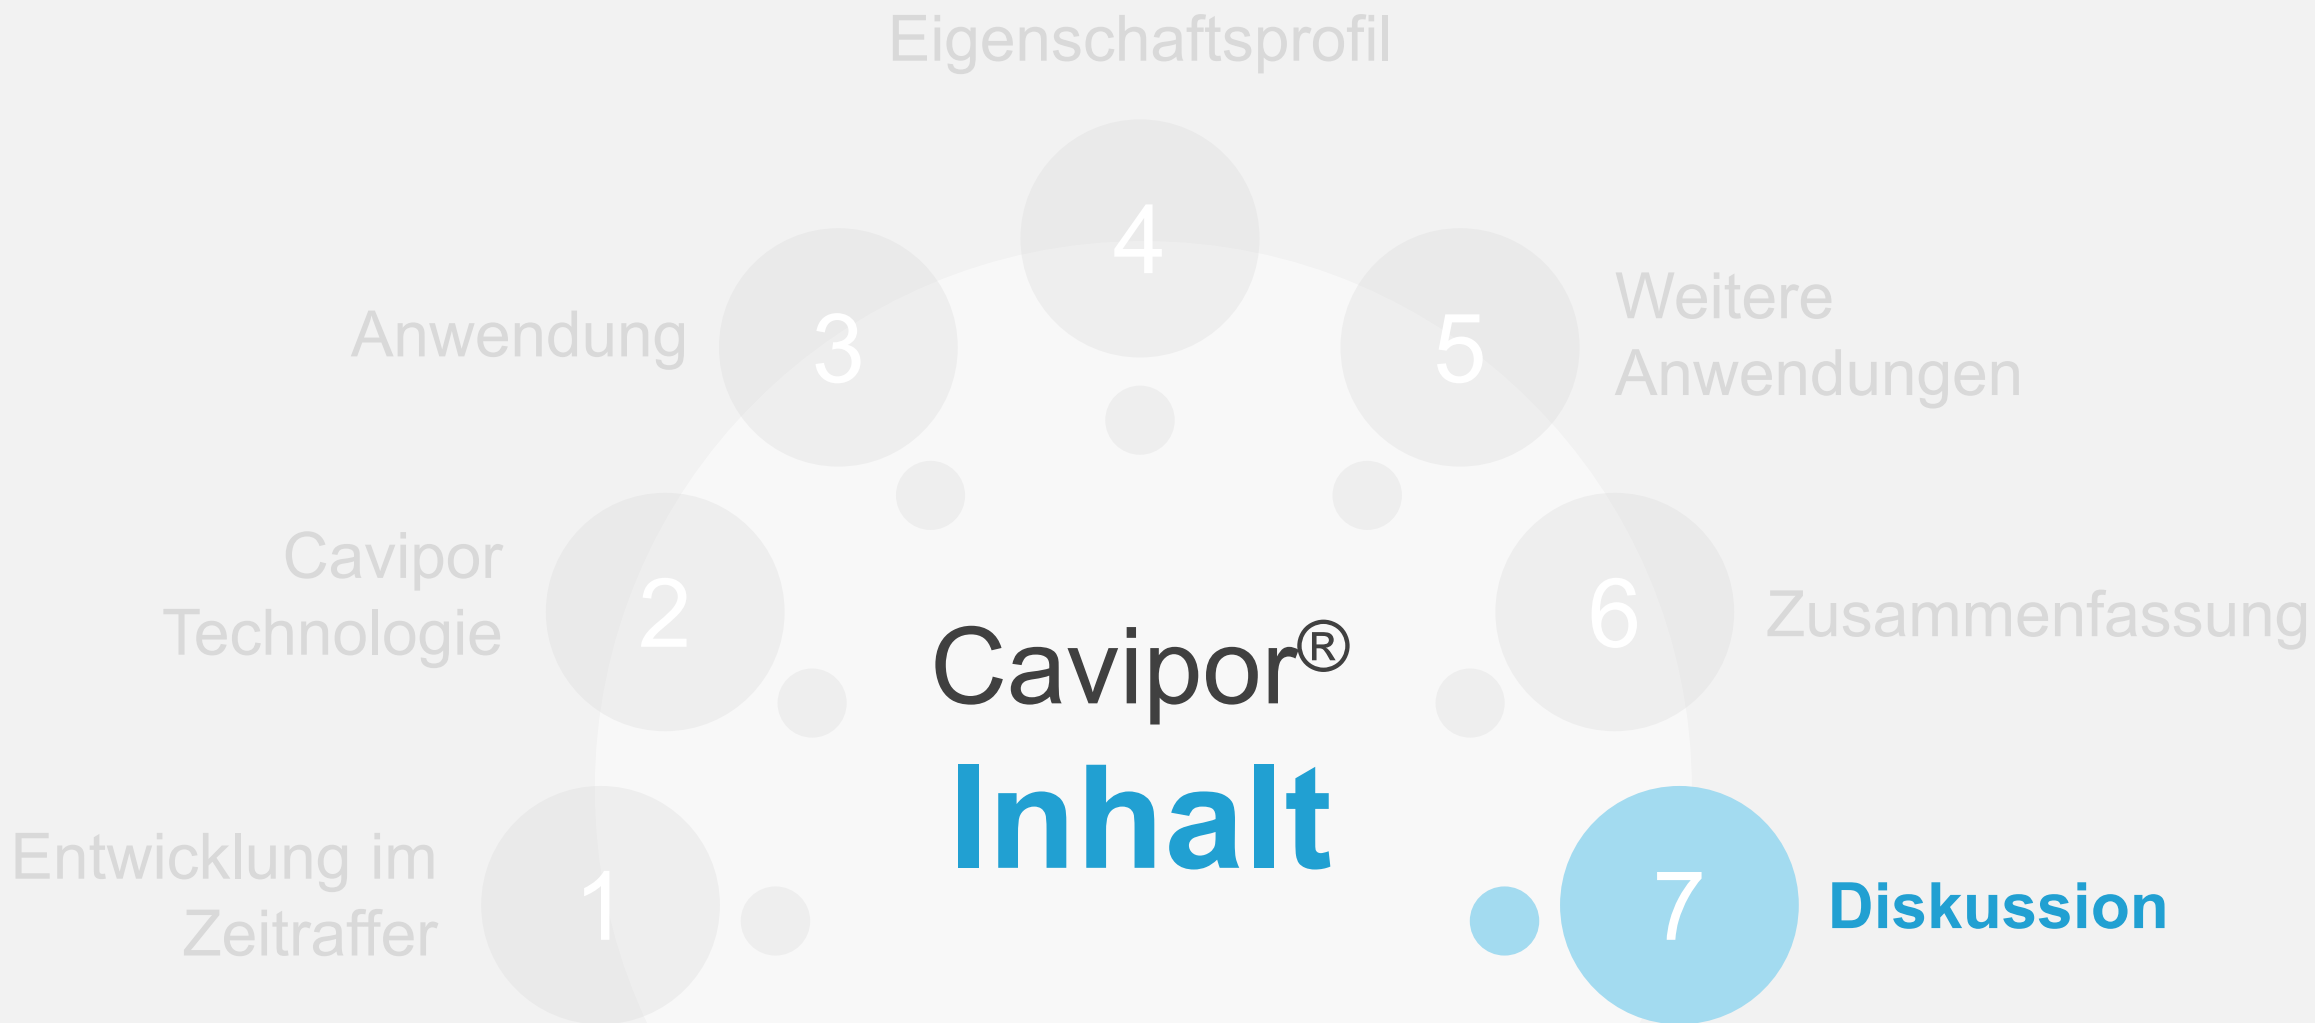 Eigenschaftsprofil
4
Anwendung
3
5
Weitere
Anwendungen
Cavipor
Technologie
2
6
Zusammenfassung
Cavipor®
Inhalt
Entwicklung im
Zeitraffer
1
7
Diskussion